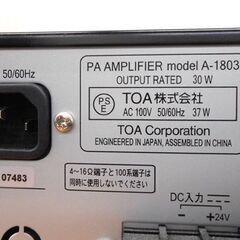 PA AMPLIFIER model A-1803
OUTPUT RATED 30 W
50/60Hz
PS
E
TOA株式会社
AC 100V 50/60Hz 37 W
TOA Corporation
ENGINEERED IN JAPAN, ASSEMBLED IN CHINA
07483
4～16Ω端子と100系端子は
同時に使用しないでください。
DC入力
24V